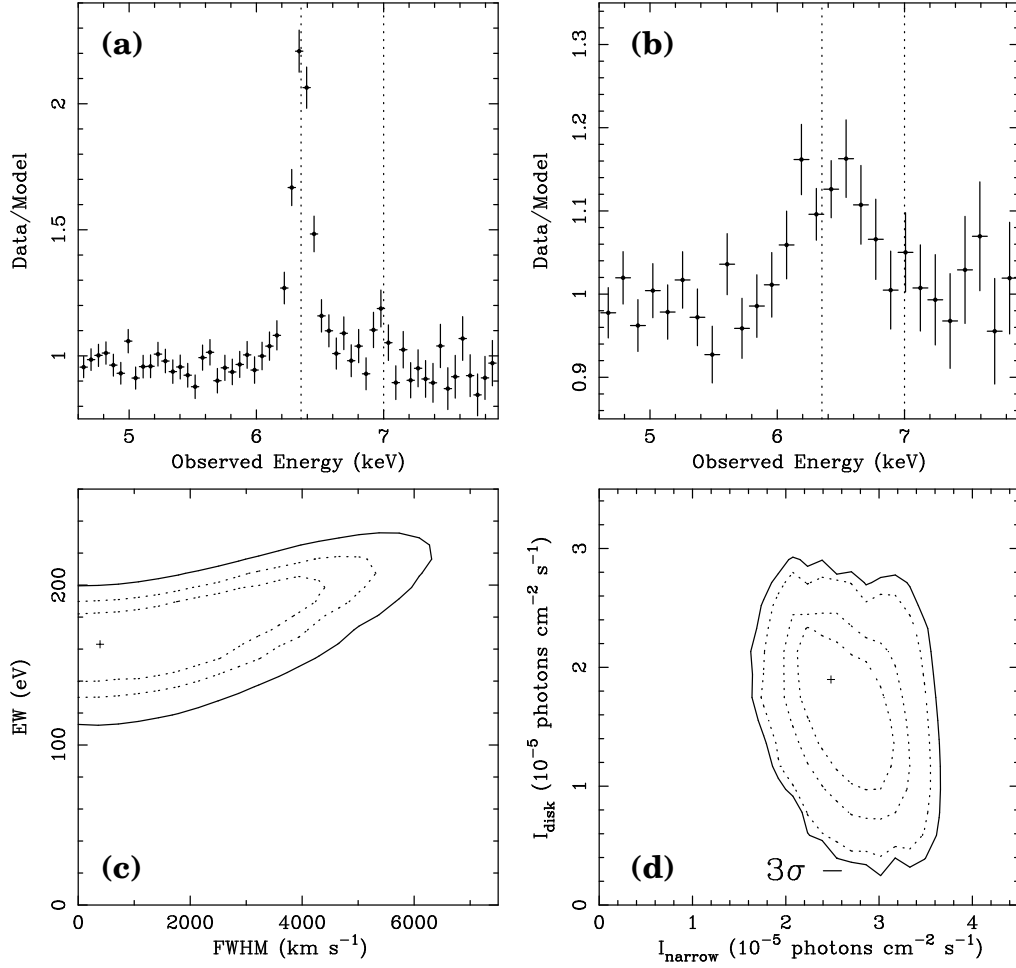 (a)
Data/Model
1
1.5
2
5
6
7
Observed Energy (keV)
(b)
Data/Model
0.9
1
1.1
1.2
1.3
5
6
7
Observed Energy (keV)
(c)
EW (eV)
0
100
200
0
2000
4000
6000
FWHM (km s⁻¹)
(d)
3σ
I_disk (10⁻⁵ photons cm⁻² s⁻¹)
0
1
2
3
0
1
2
3
4
I_narrow (10⁻⁵ photons cm⁻² s⁻¹)